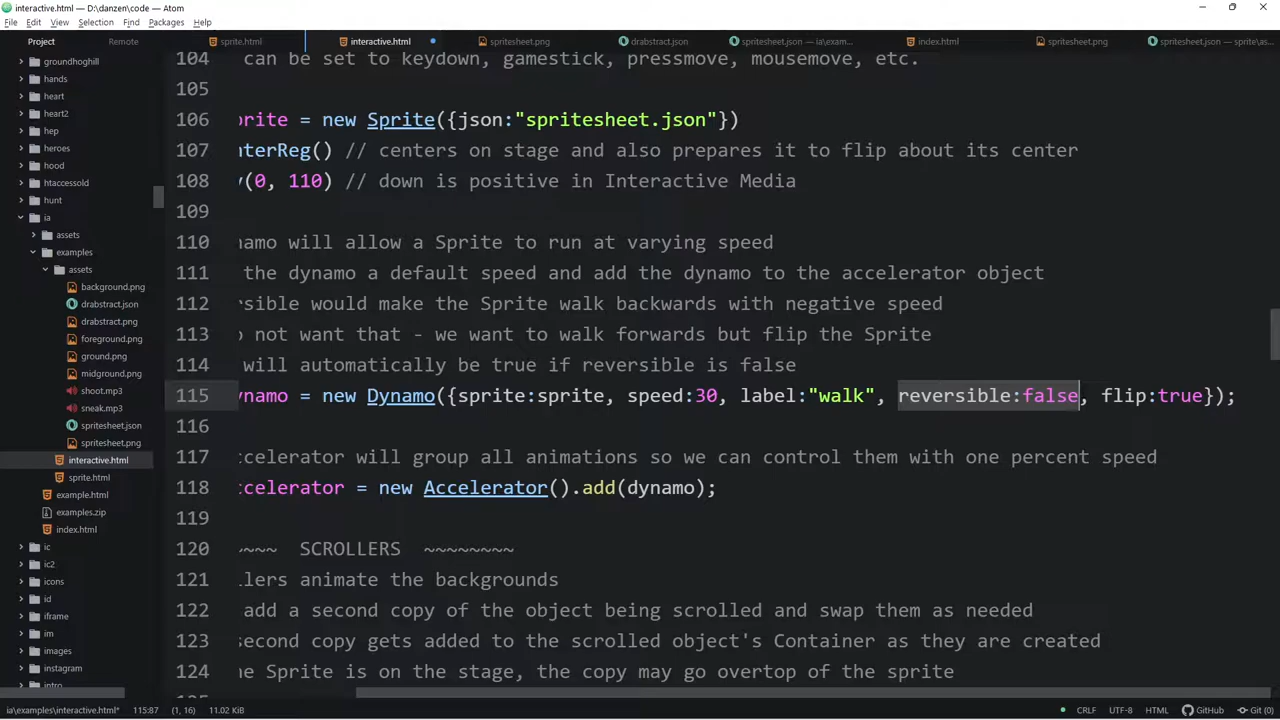 interactive.html — D:\danzen\code — Atom
File Edit View Selection Find Packages Help
Project Remote
sprite.html interactive.html spritesheet.png drabstract.json spritesheet.json — ia\exam... index.html spritesheet.png spritesheet.json — sprite\as...
groundhoghill
hands
heart
heart2
hep
heroes
hood
htaccessold
hunt
ia
assets
examples
assets
background.png
drabstract.json
drabstract.png
foreground.png
ground.png
midground.png
shoot.mp3
sneak.mp3
spritesheet.json
spritesheet.png
interactive.html
sprite.html
example.html
examples.zip
index.html
ic
ic2
icons
id
iframe
im
images
instagram
intro
104 can be set to keydown, gamestick, pressmove, mousemove, etc.
105
106 prite = new Sprite({json:"spritesheet.json"})
107 nterReg() // centers on stage and also prepares it to flip about its center
108 v(0, 110) // down is positive in Interactive Media
109
110 namo will allow a Sprite to run at varying speed
111 the dynamo a default speed and add the dynamo to the accelerator object
112 rsible would make the Sprite walk backwards with negative speed
113 o not want that - we want to walk forwards but flip the Sprite
114 will automatically be true if reversible is false
115 ynamo = new Dynamo({sprite:sprite, speed:30, label:"walk", reversible:false, flip:true});
116
117 ccelerator will group all animations so we can control them with one percent speed
118 ccelerator = new Accelerator().add(dynamo);
119
120 ~~~~ SCROLLERS ~~~~~~~~
121 llers animate the backgrounds
122 add a second copy of the object being scrolled and swap them as needed
123 second copy gets added to the scrolled object's Container as they are created
124 he Sprite is on the stage, the copy may go overtop of the sprite
ia\examples\interactive.html* 115:87 (1, 16) 11.02 KiB CRLF UTF-8 HTML GitHub Git (0)